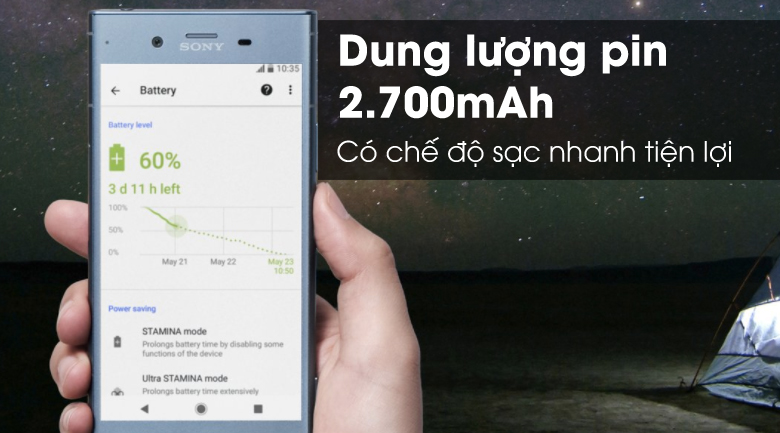 SONY
10:35
Battery
Battery level
60%
3 d 11 h left
100%
50%
0%
May 21 May 22 May 23
10:50
Power saving
STAMINA mode
Prolongs battery time by disabling some
functions of the device
Ultra STAMINA mode
Prolongs battery time extensively
Dung lượng pin
2.700mAh
Có chế độ sạc nhanh tiện lợi